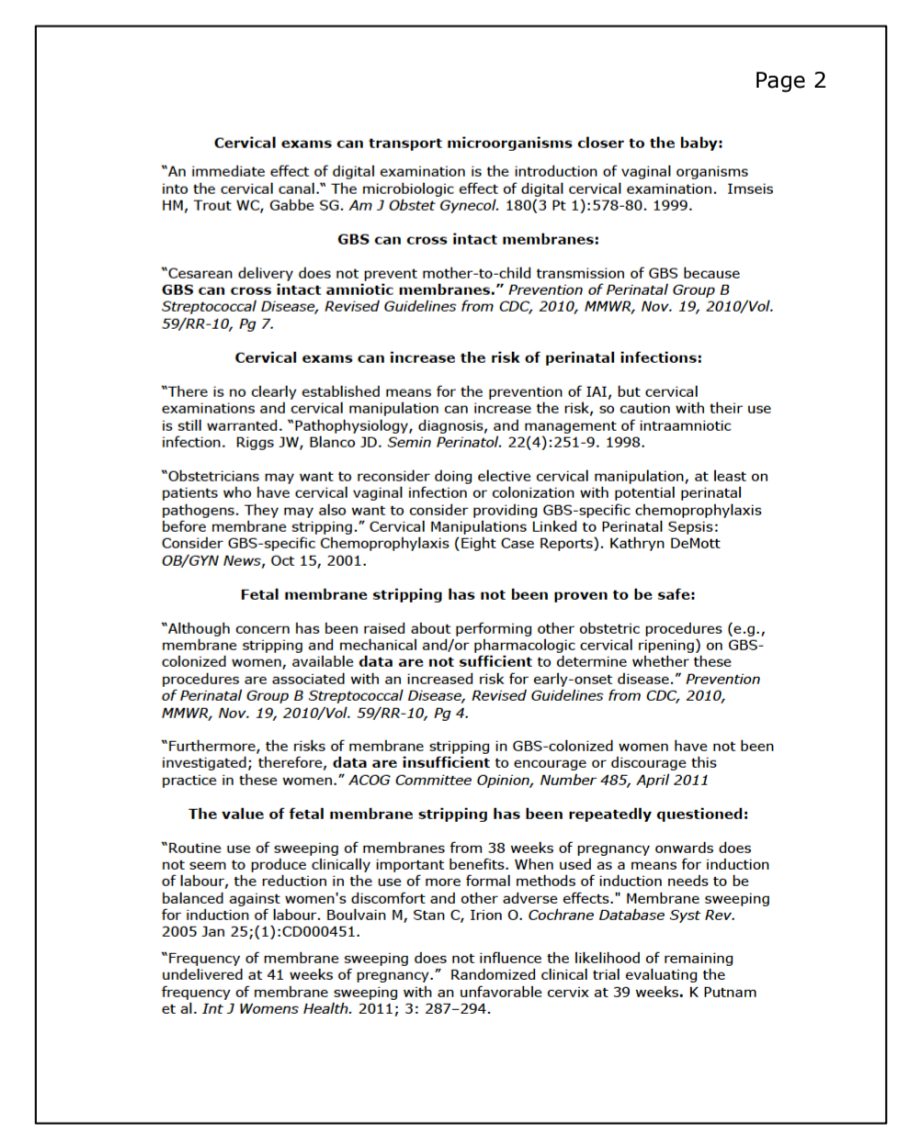 Page 2
Cervical exams can transport microorganisms closer to the baby:
“An immediate effect of digital examination is the introduction of vaginal organisms
into the cervical canal.“ The microbiologic effect of digital cervical examination.  Imseis
HM, Trout WC, Gabbe SG. Am J Obstet Gynecol. 180(3 Pt 1):578-80. 1999.
GBS can cross intact membranes:
“Cesarean delivery does not prevent mother-to-child transmission of GBS because
GBS can cross intact amniotic membranes.” Prevention of Perinatal Group B
Streptococcal Disease, Revised Guidelines from CDC, 2010, MMWR, Nov. 19, 2010/Vol.
59/RR-10, Pg 7.
Cervical exams can increase the risk of perinatal infections:
“There is no clearly established means for the prevention of IAI, but cervical
examinations and cervical manipulation can increase the risk, so caution with their use
is still warranted. “Pathophysiology, diagnosis, and management of intraamniotic
infection.  Riggs JW, Blanco JD. Semin Perinatol. 22(4):251-9. 1998.
“Obstetricians may want to reconsider doing elective cervical manipulation, at least on
patients who have cervical vaginal infection or colonization with potential perinatal
pathogens. They may also want to consider providing GBS-specific chemoprophylaxis
before membrane stripping.” Cervical Manipulations Linked to Perinatal Sepsis:
Consider GBS-specific Chemoprophylaxis (Eight Case Reports). Kathryn DeMott
OB/GYN News, Oct 15, 2001.
Fetal membrane stripping has not been proven to be safe:
“Although concern has been raised about performing other obstetric procedures (e.g.,
membrane stripping and mechanical and/or pharmacologic cervical ripening) on GBS-
colonized women, available data are not sufficient to determine whether these
procedures are associated with an increased risk for early-onset disease.” Prevention
of Perinatal Group B Streptococcal Disease, Revised Guidelines from CDC, 2010,
MMWR, Nov. 19, 2010/Vol. 59/RR-10, Pg 4.
“Furthermore, the risks of membrane stripping in GBS-colonized women have not been
investigated; therefore, data are insufficient to encourage or discourage this
practice in these women.” ACOG Committee Opinion, Number 485, April 2011
The value of fetal membrane stripping has been repeatedly questioned:
“Routine use of sweeping of membranes from 38 weeks of pregnancy onwards does
not seem to produce clinically important benefits. When used as a means for induction
of labour, the reduction in the use of more formal methods of induction needs to be
balanced against women's discomfort and other adverse effects." Membrane sweeping
for induction of labour. Boulvain M, Stan C, Irion O. Cochrane Database Syst Rev.
2005 Jan 25;(1):CD000451.
“Frequency of membrane sweeping does not influence the likelihood of remaining
undelivered at 41 weeks of pregnancy.”  Randomized clinical trial evaluating the
frequency of membrane sweeping with an unfavorable cervix at 39 weeks. K Putnam
et al. Int J Womens Health. 2011; 3: 287–294.